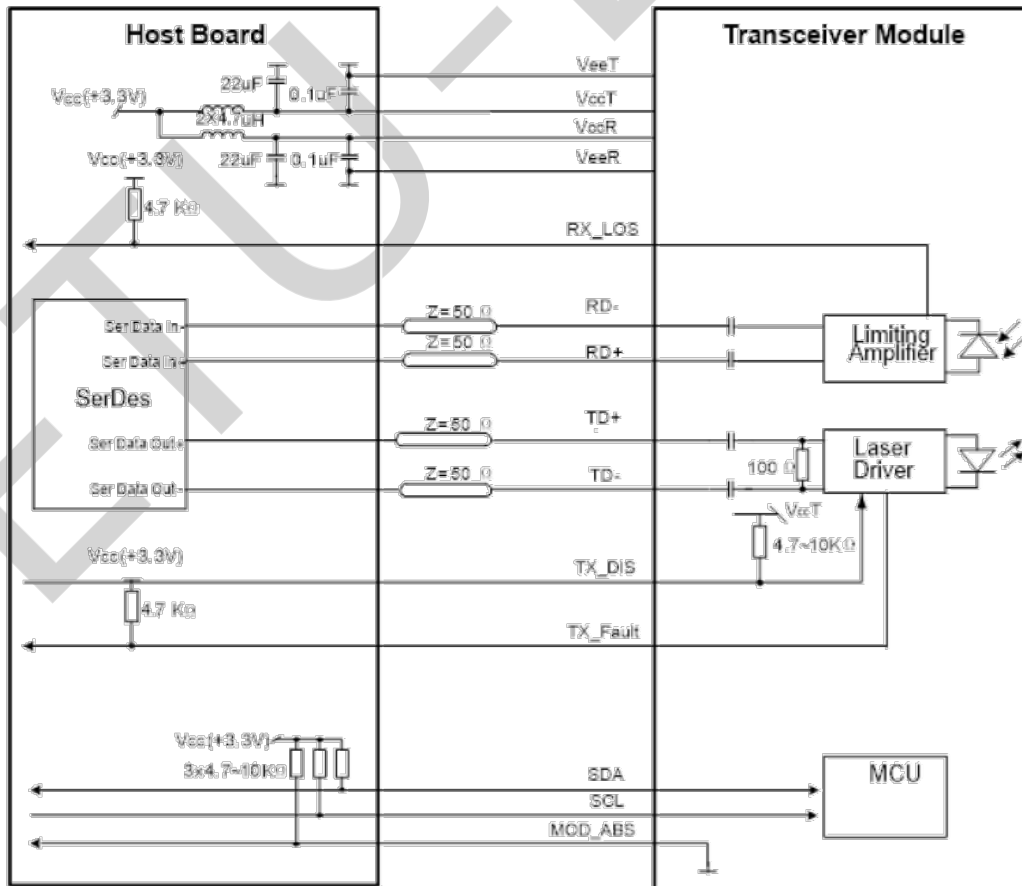 Host Board
Transceiver Module
VeeT
22uF
0.1uF
Vcc(+3.3V)
VccT
2X4.7uH
VccR
Vcc(+3.3V)
22uF
0.1uF
VeeR
4.7 KΩ
RX_LOS
Z=50 Ω
RD-
Ser Data In-
Limiting
Amplifier
Z=50 Ω
RD+
Ser Data In+
SerDes
Z=50 Ω
TD+
Ser Data Out+
Laser
Driver
100 Ω
Z=50 Ω
TD-
Ser Data Out-
VccT
4.7~10KΩ
Vcc(+3.3V)
TX_DIS
4.7 KΩ
TX_Fault
Vcc(+3.3V)
3x4.7~10KΩ
SDA
MCU
SCL
MOD_ABS